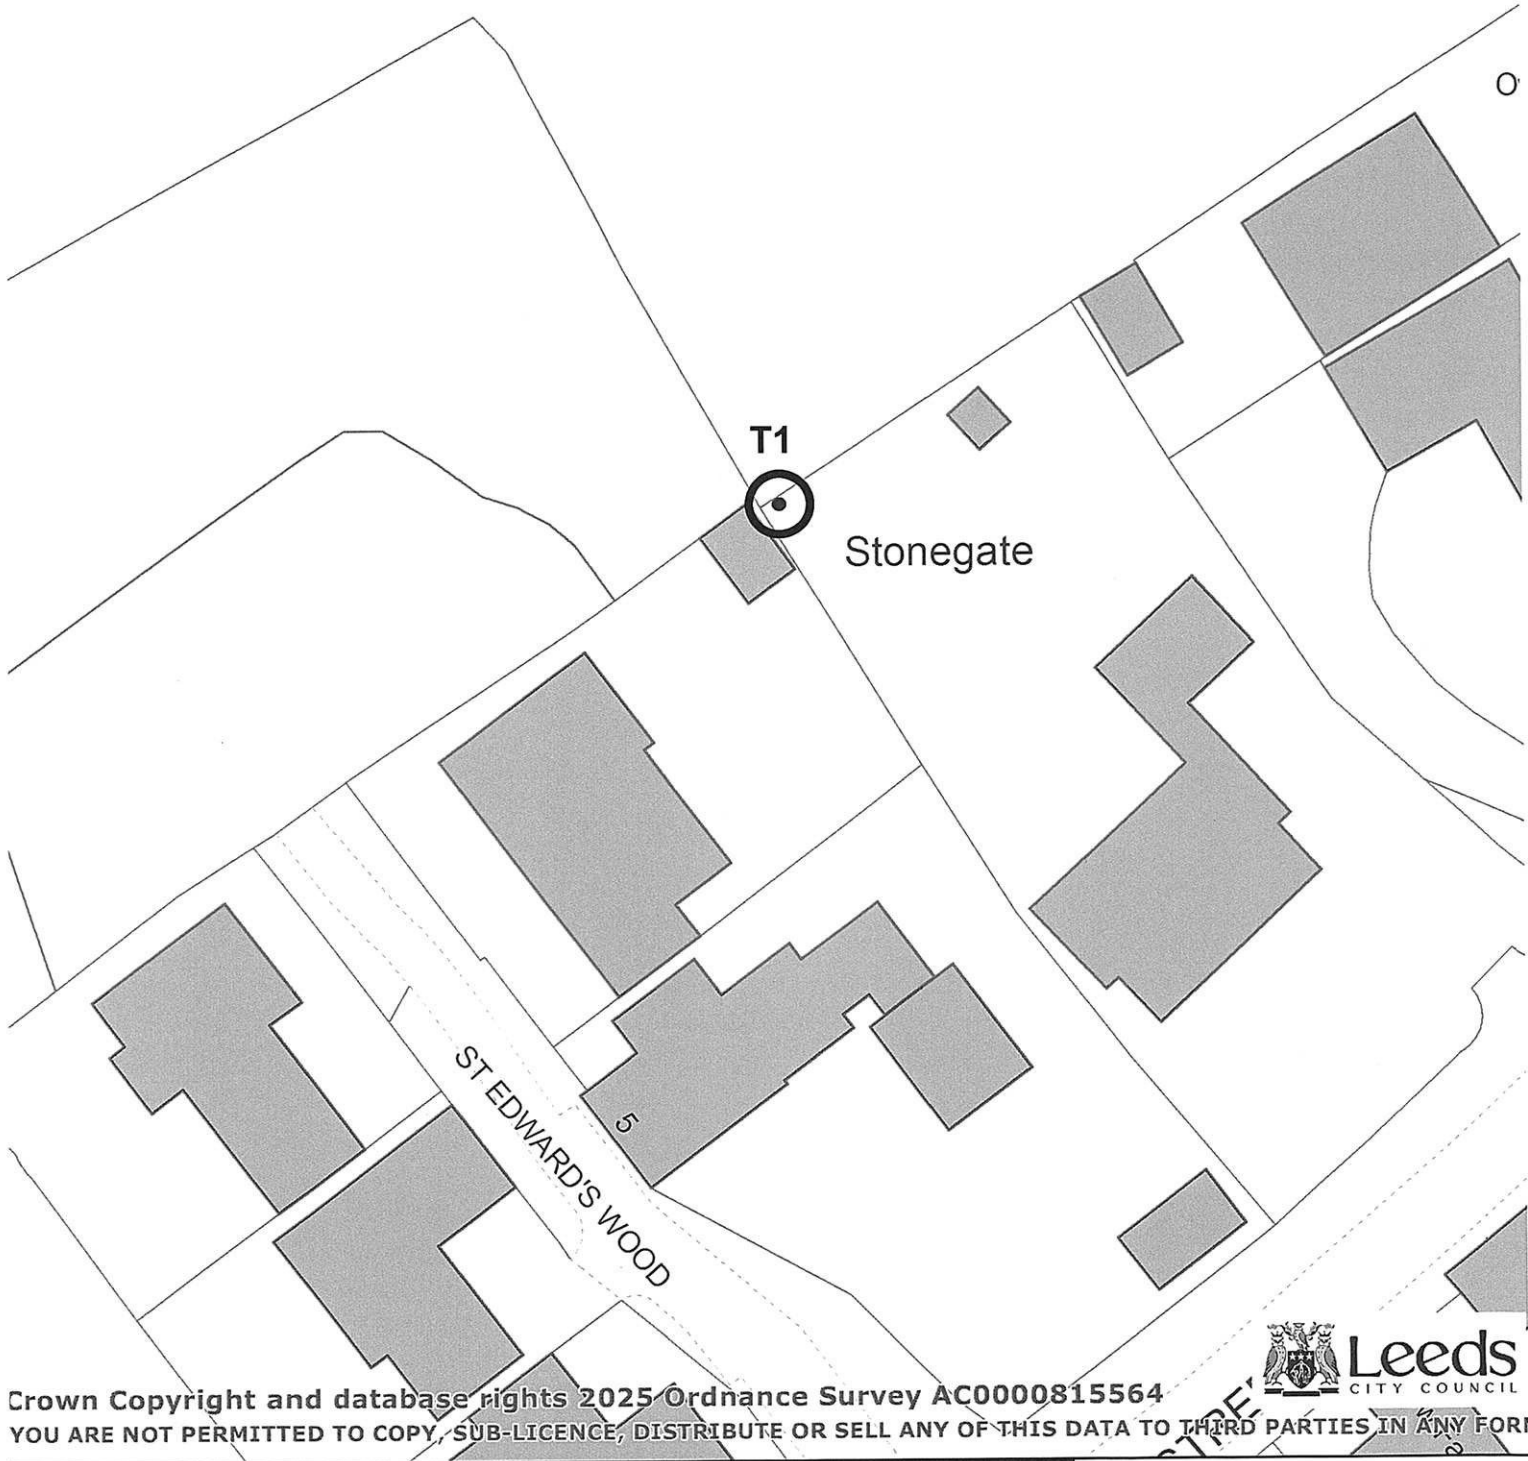 T1
Stonegate
ST EDWARD'S WOOD
5
Leeds
CITY COUNCIL
Crown Copyright and database rights 2025 Ordnance Survey AC0000815564
YOU ARE NOT PERMITTED TO COPY, SUB-LICENCE, DISTRIBUTE OR SELL ANY OF THIS DATA TO THIRD PARTIES IN ANY FORM